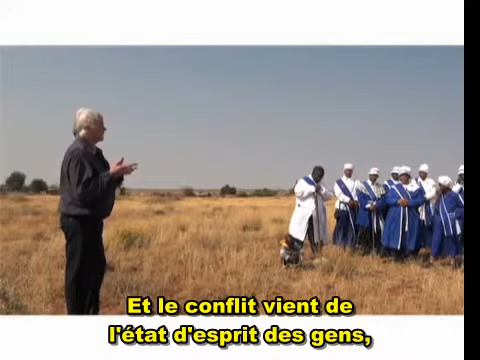 Et le conflit vient de
l'état d'esprit des gens,